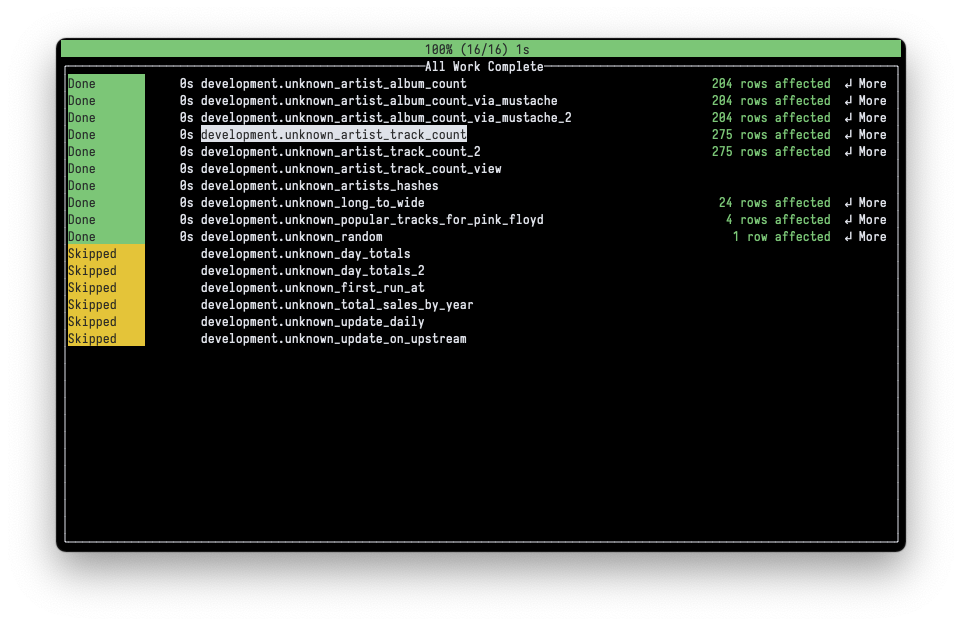 100% (16/16) 1s
All Work Complete
Done 0s development.unknown_artist_album_count 204 rows affected ↲ More
Done 0s development.unknown_artist_album_count_via_mustache 204 rows affected ↲ More
Done 0s development.unknown_artist_album_count_via_mustache_2 204 rows affected ↲ More
Done 0s development.unknown_artist_track_count 275 rows affected ↲ More
Done 0s development.unknown_artist_track_count_2 275 rows affected ↲ More
Done 0s development.unknown_artist_track_count_view
Done 0s development.unknown_artists_hashes
Done 0s development.unknown_long_to_wide 24 rows affected ↲ More
Done 0s development.unknown_popular_tracks_for_pink_floyd 4 rows affected ↲ More
Done 0s development.unknown_random 1 row affected ↲ More
Skipped development.unknown_day_totals
Skipped development.unknown_day_totals_2
Skipped development.unknown_first_run_at
Skipped development.unknown_total_sales_by_year
Skipped development.unknown_update_daily
Skipped development.unknown_update_on_upstream